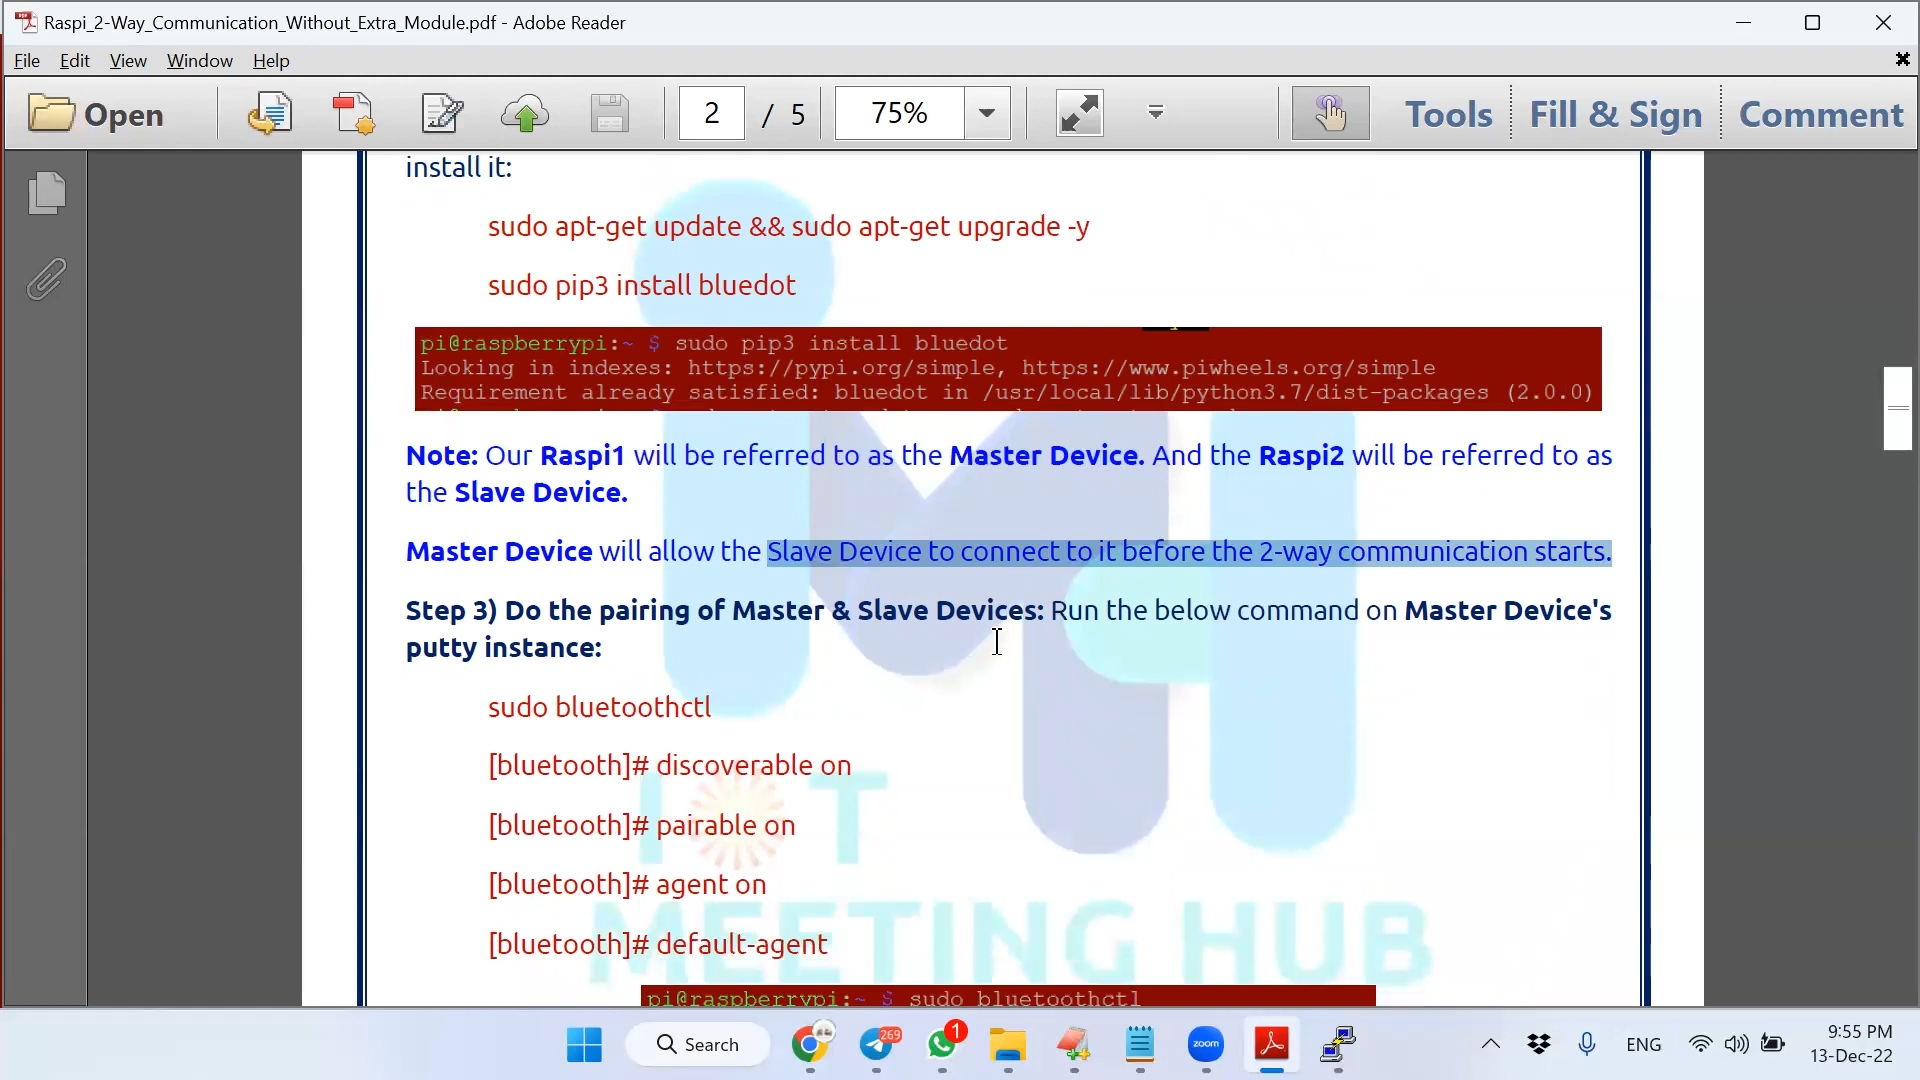 Raspi_2-Way_Communication_Without_Extra_Module.pdf - Adobe Reader
File Edit View Window Help
Open 2 / 5 75% Tools Fill & Sign Comment
install it:
sudo apt-get update && sudo apt-get upgrade -y
sudo pip3 install bluedot
pi@raspberrypi:~ $ sudo pip3 install bluedot
Looking in indexes: https://pypi.org/simple, https://www.piwheels.org/simple
Requirement already satisfied: bluedot in /usr/local/lib/python3.7/dist-packages (2.0.0)
Note: Our Raspi1 will be referred to as the Master Device. And the Raspi2 will be referred to as
the Slave Device.
Master Device will allow the Slave Device to connect to it before the 2-way communication starts.
Step 3) Do the pairing of Master & Slave Devices: Run the below command on Master Device's
putty instance:
sudo bluetoothctl
[bluetooth]# discoverable on
[bluetooth]# pairable on
[bluetooth]# agent on
[bluetooth]# default-agent
IOT
MEETING HUB
pi@raspberrypi:~ $ sudo bluetoothctl
Search 269 1 zoom ENG 9:55 PM
13-Dec-22